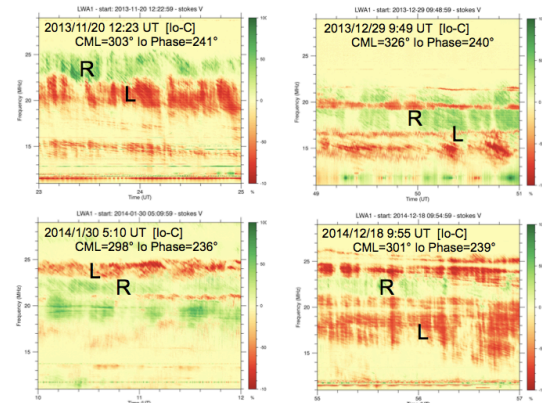 LWA1 - start: 2013-11-20 12:22:59 - stokes V
2013/11/20 12:23 UT [Io-C]
CML=303° Io Phase=241°
R
L
Frequency (MHz)
25
20
15
23
24
25
Time (UT)
100
50
0
%
LWA1 - start: 2013-12-29 09:48:59 - stokes V
2013/12/29 9:49 UT [Io-C]
CML=326° Io Phase=240°
R
L
Frequency (MHz)
25
20
15
49
50
51
Time (UT)
%
LWA1 - start: 2014-01-30 05:09:59 - stokes V
2014/1/30 5:10 UT [Io-C]
CML=298° Io Phase=236°
L
R
Frequency (MHz)
25
20
15
10
11
12
%
LWA1 - start: 2014-12-18 09:54:59 - stokes V
2014/12/18 9:55 UT [Io-C]
CML=301° Io Phase=239°
R
L
Frequency (MHz)
25
20
15
55
56
57
%